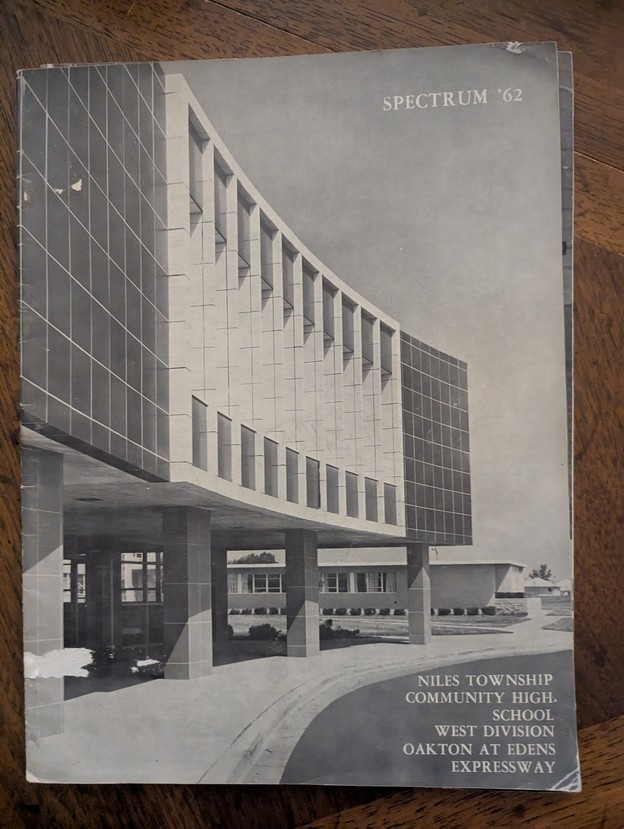 SPECTRUM '62
NILES TOWNSHIP
COMMUNITY HIGH
SCHOOL
WEST DIVISION
OAKTON AT EDENS
EXPRESSWAY